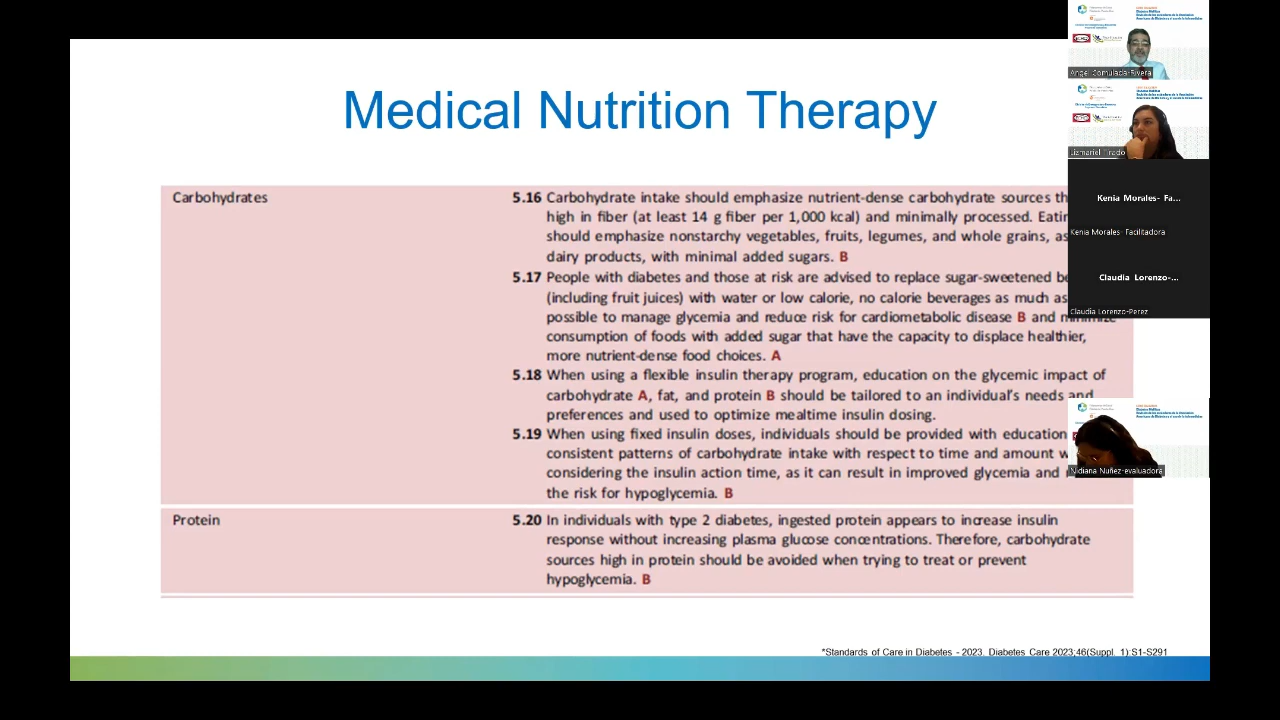 Medical Nutrition Therapy
Carbohydrates
5.16 Carbohydrate intake should emphasize nutrient-dense carbohydrate sources
high in fiber (at least 14 g fiber per 1,000 kcal) and minimally processed.
should emphasize nonstarchy vegetables, fruits, legumes, and whole grains,
dairy products, with minimal added sugars. B
5.17 People with diabetes and those at risk are advised to replace sugar-sweetened
(including fruit juices) with water or low calorie, no calorie beverages as much as
possible to manage glycemia and reduce risk for cardiometabolic disease B and minimize
consumption of foods with added sugar that have the capacity to displace healthier,
more nutrient-dense food choices. A
5.18 When using a flexible insulin therapy program, education on the glycemic impact of
carbohydrate A, fat, and protein B should be tailored to an individual's needs and
preferences and used to optimize mealtime insulin dosing.
5.19 When using fixed insulin doses, individuals should be provided with education
consistent patterns of carbohydrate intake with respect to time and amount
considering the insulin action time, as it can result in improved glycemia and
the risk for hypoglycemia. B
Protein
5.20 In individuals with type 2 diabetes, ingested protein appears to increase insulin
response without increasing plasma glucose concentrations. Therefore, carbohydrate
sources high in protein should be avoided when trying to treat or prevent
hypoglycemia. B
*Standards of Care in Diabetes - 2023. Diabetes Care 2023;46(Suppl. 1):S1-S291
Angel Comulada-Rivera
Lizmariel Tirado
Kenia Morales- Fa...
Kenia Morales- Facilitadora
Claudia Lorenzo-...
Claudia Lorenzo-Perez
Nidiana Nuñez-evaluadora